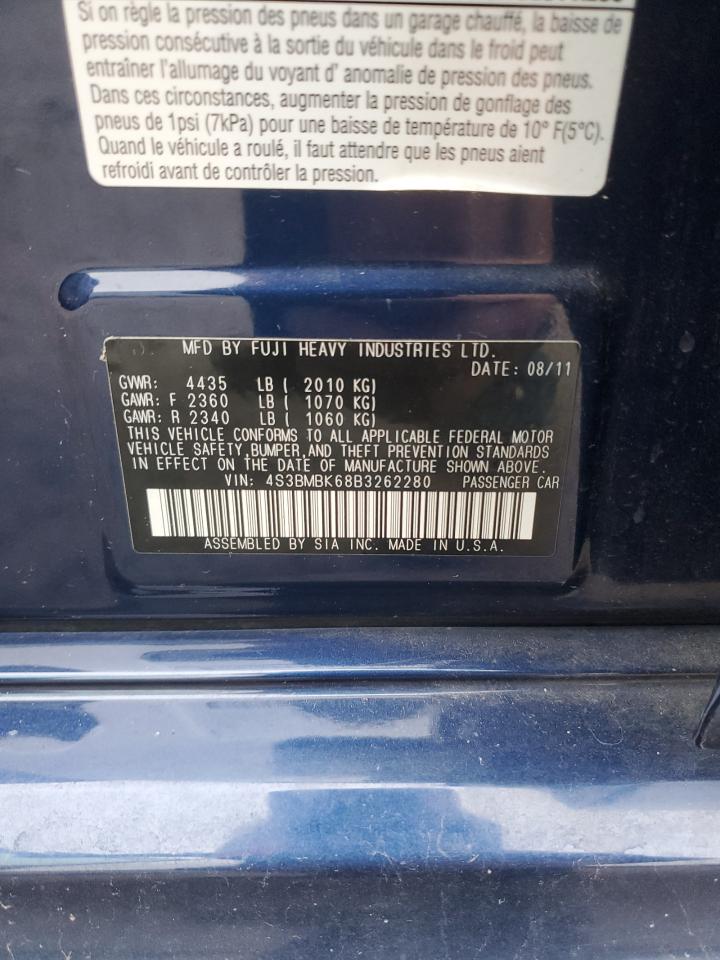 Si on règle la pression des pneus dans un garage chauffé, la baisse de
pression consécutive à la sortie du véhicule dans le froid peut
entraîner l'allumage du voyant d' anomalie de pression des pneus.
Dans ces circonstances, augmenter la pression de gonflage des
pneus de 1psi (7kPa) pour une baisse de température de 10° F(5°C).
Quand le véhicule a roulé, il faut attendre que les pneus aient
refroidi avant de contrôler la pression.
MFD BY FUJI HEAVY INDUSTRIES LTD.
DATE: 08/11
GVWR: 4435 LB ( 2010 KG)
GAWR: F 2360 LB ( 1070 KG)
GAWR: R 2340 LB ( 1060 KG)
THIS VEHICLE CONFORMS TO ALL APPLICABLE FEDERAL MOTOR
VEHICLE SAFETY, BUMPER, AND THEFT PREVENTION STANDARDS
IN EFFECT ON THE DATE OF MANUFACTURE SHOWN ABOVE.
VIN: 4S3BMBK68B3262280 PASSENGER CAR
ASSEMBLED BY SIA INC. MADE IN U.S.A.